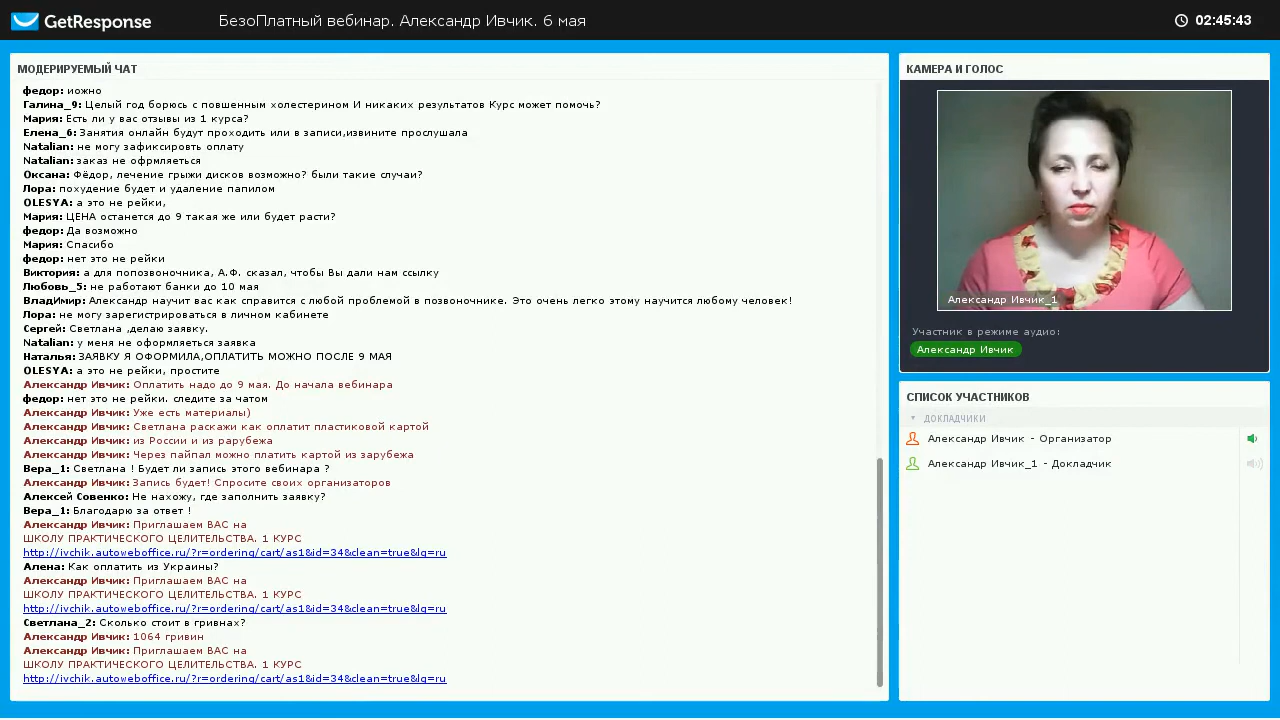 GetResponse
БезоПлатный вебинар. Александр Ивчик. 6 мая
02:45:43
МОДЕРИРУЕМЫЙ ЧАТ
федор: иожно
Галина_9: Целый год борюсь с повшенным холестерином И никаких результатов Курс может помочь?
Мария: Есть ли у вас отзывы из 1 курса?
Елена_6: Занятия онлайн будут проходить или в записи,извините прослушала
Natalian: не могу зафиксировть оплату
Natalian: заказ не офрмляеться
Оксана: Фёдор, лечение грыжи дисков возможно? были такие случаи?
Лора: похудение будет и удаление папилом
OLESYA: а это не рейки,
Мария: ЦЕНА останется до 9 такая же или будет расти?
федор: Да возможно
Мария: Спасибо
федор: нет это не рейки
Виктория: а для попозвоночника, А.Ф. сказал, чтобы Вы дали нам ссылку
Любовь_5: не работают банки до 10 мая
ВладИмир: Александр научит вас как справится с любой проблемой в позвоночнике. Это очень легко этому научится любому человек!
Лора: не могу зарегистрироваться в личном кабинете
Сергей: Светлана ,делаю заявку.
Natalian: у меня не оформляеться заявка
Наталья: ЗАЯВКУ Я ОФОРМИЛА,ОПЛАТИТЬ МОЖНО ПОСЛЕ 9 МАЯ
OLESYA: а это не рейки, простите
Александр Ивчик: Оплатить надо до 9 мая. До начала вебинара
федор: нет это не рейки. следите за чатом
Александр Ивчик: Уже есть материалы)
Александр Ивчик: Светлана раскажи как оплатит пластиковой картой
Александр Ивчик: из России и из рарубежа
Александр Ивчик: Через пайпал можно платить картой из зарубежа
Вера_1: Светлана ! Будет ли запись этого вебинара ?
Александр Ивчик: Запись будет! Спросите своих организаторов
Алексей Совенко: Не нахожу, где заполнить заявку?
Вера_1: Благодарю за ответ !
Александр Ивчик: Приглашаем ВАС на
ШКОЛУ ПРАКТИЧЕСКОГО ЦЕЛИТЕЛЬСТВА. 1 КУРС
http://ivchik.autoweboffice.ru/?r=ordering/cart/as1&id=34&clean=true&lg=ru
Алена: Как оплатить из Украины?
Александр Ивчик: Приглашаем ВАС на
ШКОЛУ ПРАКТИЧЕСКОГО ЦЕЛИТЕЛЬСТВА. 1 КУРС
http://ivchik.autoweboffice.ru/?r=ordering/cart/as1&id=34&clean=true&lg=ru
Светлана_2: Сколько стоит в гривнах?
Александр Ивчик: 1064 гривин
Александр Ивчик: Приглашаем ВАС на
ШКОЛУ ПРАКТИЧЕСКОГО ЦЕЛИТЕЛЬСТВА. 1 КУРС
http://ivchik.autoweboffice.ru/?r=ordering/cart/as1&id=34&clean=true&lg=ru
КАМЕРА И ГОЛОС
Александр Ивчик_1
Участник в режиме аудио:
Александр Ивчик
СПИСОК УЧАСТНИКОВ
ДОКЛАДЧИКИ
Александр Ивчик - Организатор
Александр Ивчик_1 - Докладчик